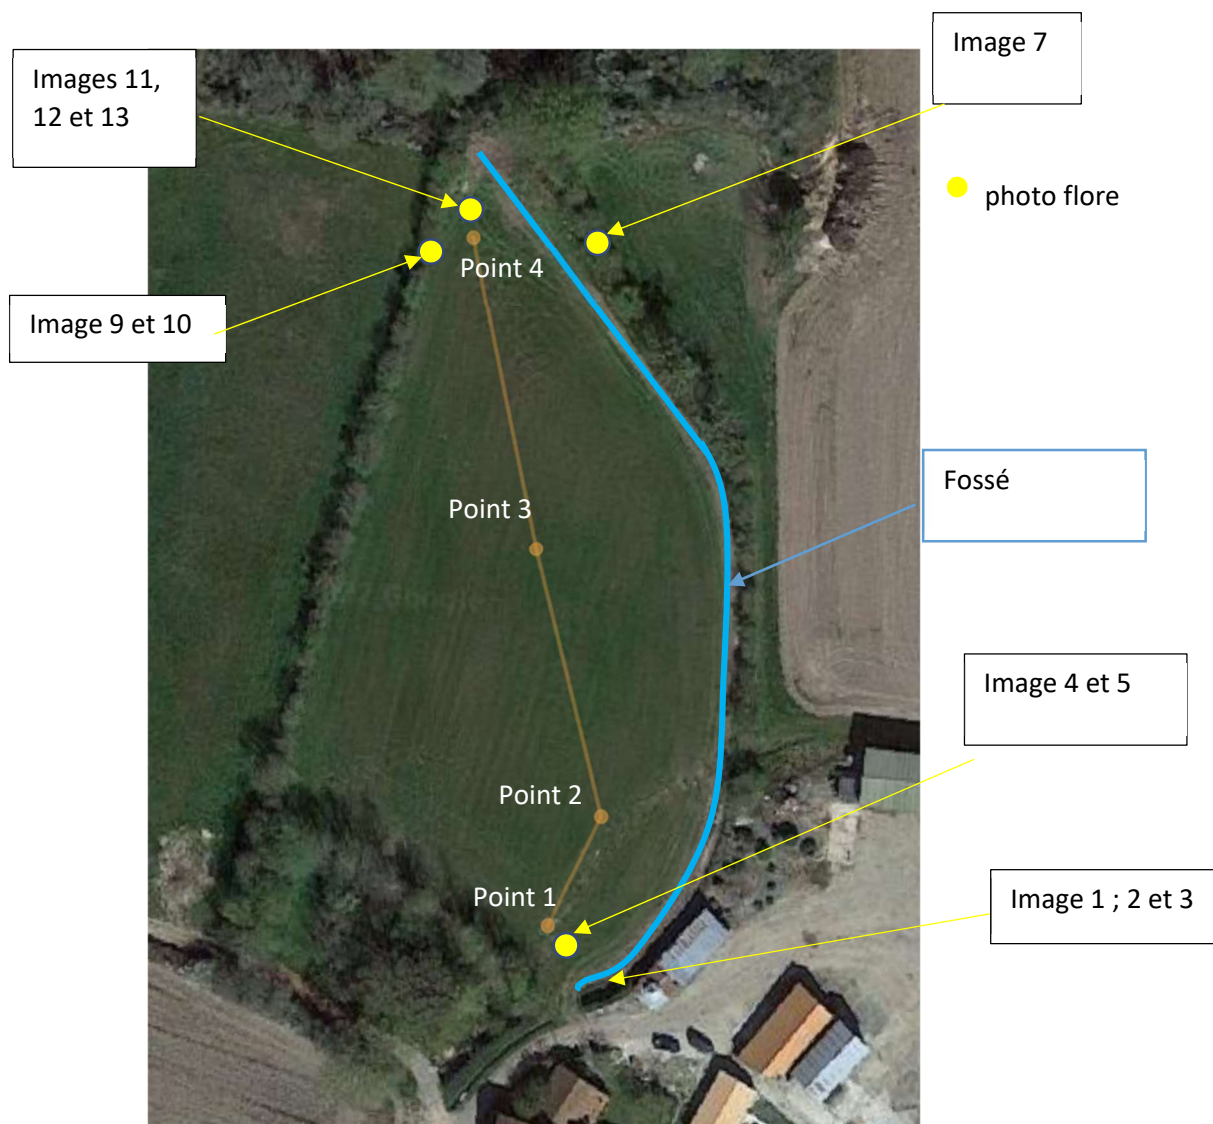 Image 7
Images 11,
12 et 13
photo flore
Point 4
Image 9 et 10
Fossé
Point 3
Image 4 et 5
Point 2
Point 1
Image 1 ; 2 et 3